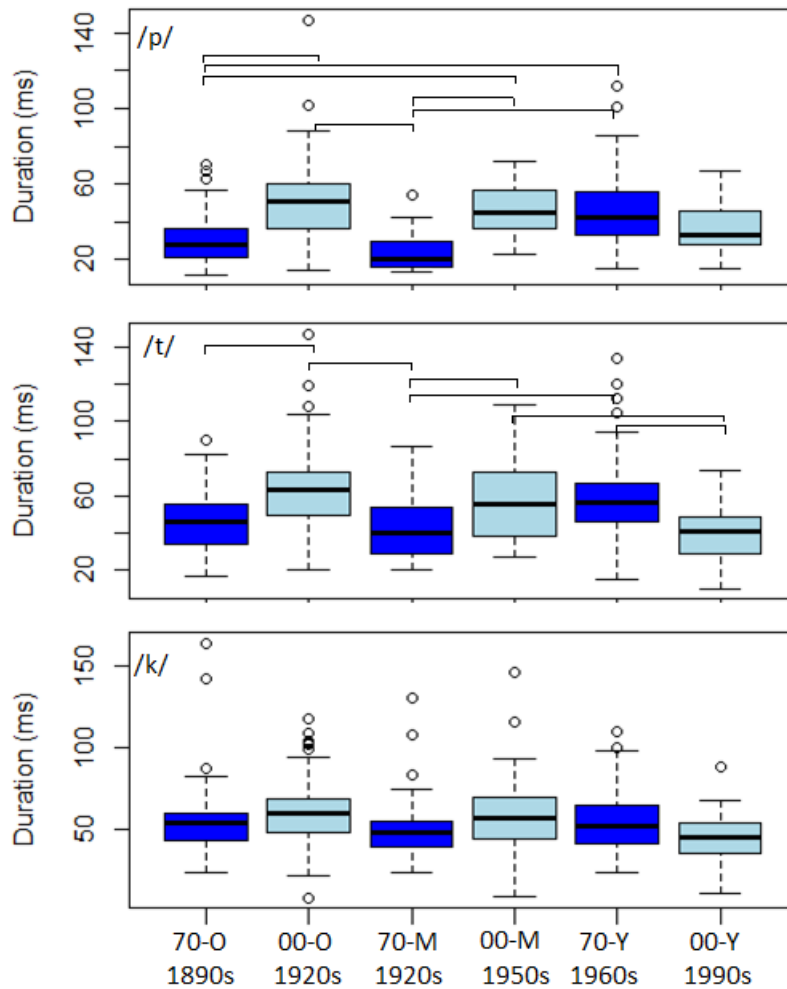 /p/
Duration (ms)
140
100
60
20
/t/
Duration (ms)
140
100
60
20
/k/
Duration (ms)
150
100
50
70-O 00-O 70-M 00-M 70-Y 00-Y
1890s 1920s 1920s 1950s 1960s 1990s